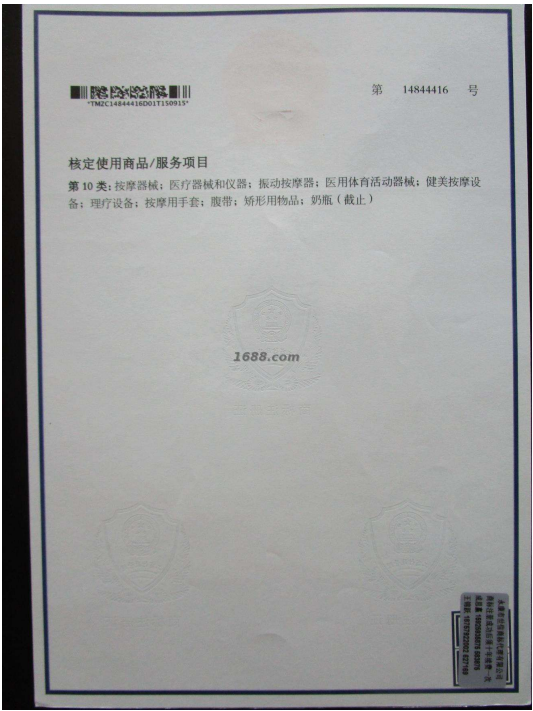 第 14844416 号
*TM2C14844416D01T150915*
核定使用商品/服务项目
第 10 类：按摩器械；医疗器械和仪器；振动按摩器；医用体育活动器械；健美按摩设
备；理疗设备；按摩用手套；腹带；矫形用物品；奶瓶（截止）
1688.com